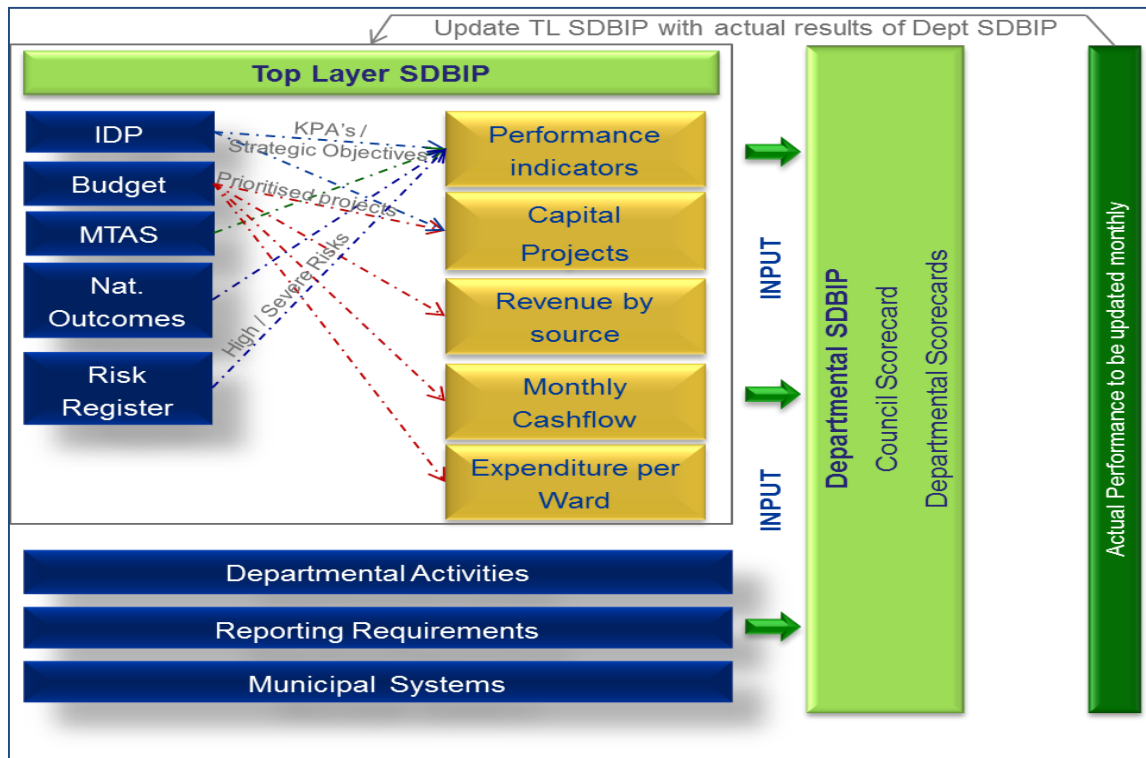 Update TL SDBIP with actual results of Dept SDBIP
Top Layer SDBIP
IDP
Budget
MTAS
Nat.
Outcomes
Risk
Register
KPA's /
Strategic Objectives
Prioritised projects
High / Severe Risks
Performance
indicators
Capital
Projects
Revenue by
source
Monthly
Cashflow
Expenditure per
Ward
INPUT
INPUT
Departmental Activities
Reporting Requirements
Municipal Systems
Departmental SDBIP
Council Scorecard
Departmental Scorecards
Actual Performance to be updated monthly